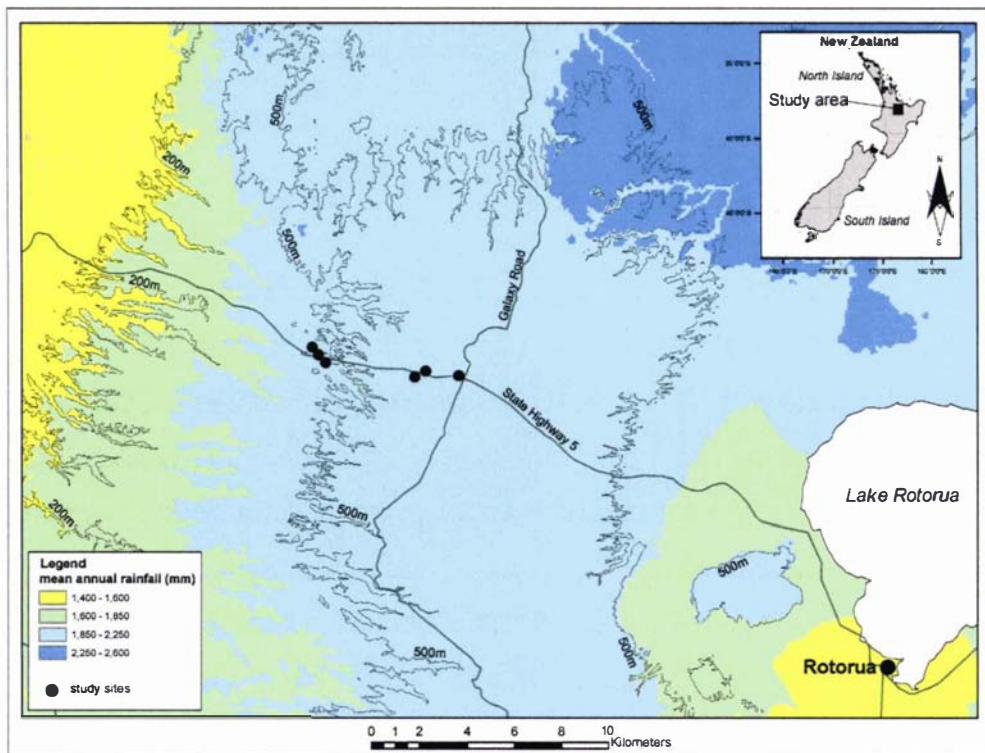 New Zealand
North Island
Study area
South Island
N
S
500m
500m
200m
500m
200m
Galaxy Road
State Highway 5
Lake Rotorua
500m
200m
500m
500m
500m
Rotorua
Legend
mean annual rainfall (mm)
1,400 - 1,600
1,600 - 1,850
1,850 - 2,250
2,250 - 2,600
study sites
0 1 2 4 6 8 10
Kilometers